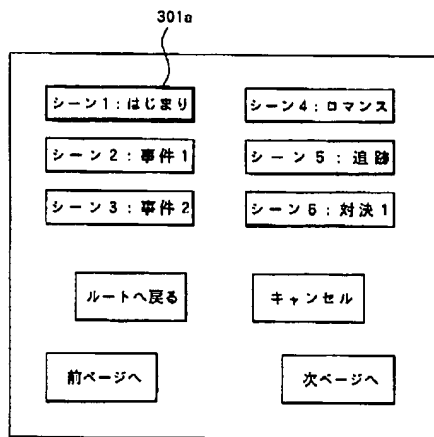 301a
シーン1:はじまり
シーン4:ロマンス
シーン2:事件1
シーン5:追跡
シーン3:事件2
シーン6:対決1
ルートへ戻る
キャンセル
前ページへ
次ページへ